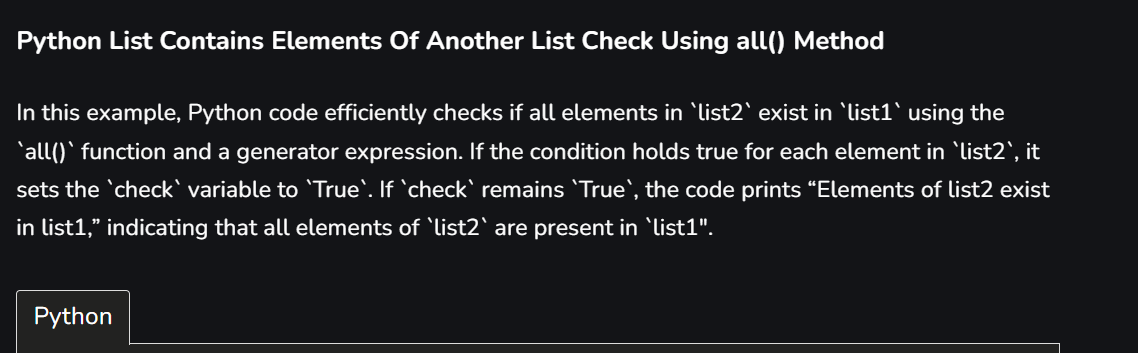 Python List Contains Elements Of Another List Check Using all() Method
In this example, Python code efficiently checks if all elements in `list2` exist in `list1` using the
`all()` function and a generator expression. If the condition holds true for each element in `list2`, it
sets the `check` variable to `True`. If `check` remains `True`, the code prints “Elements of list2 exist
in list1,” indicating that all elements of `list2` are present in `list1".
Python